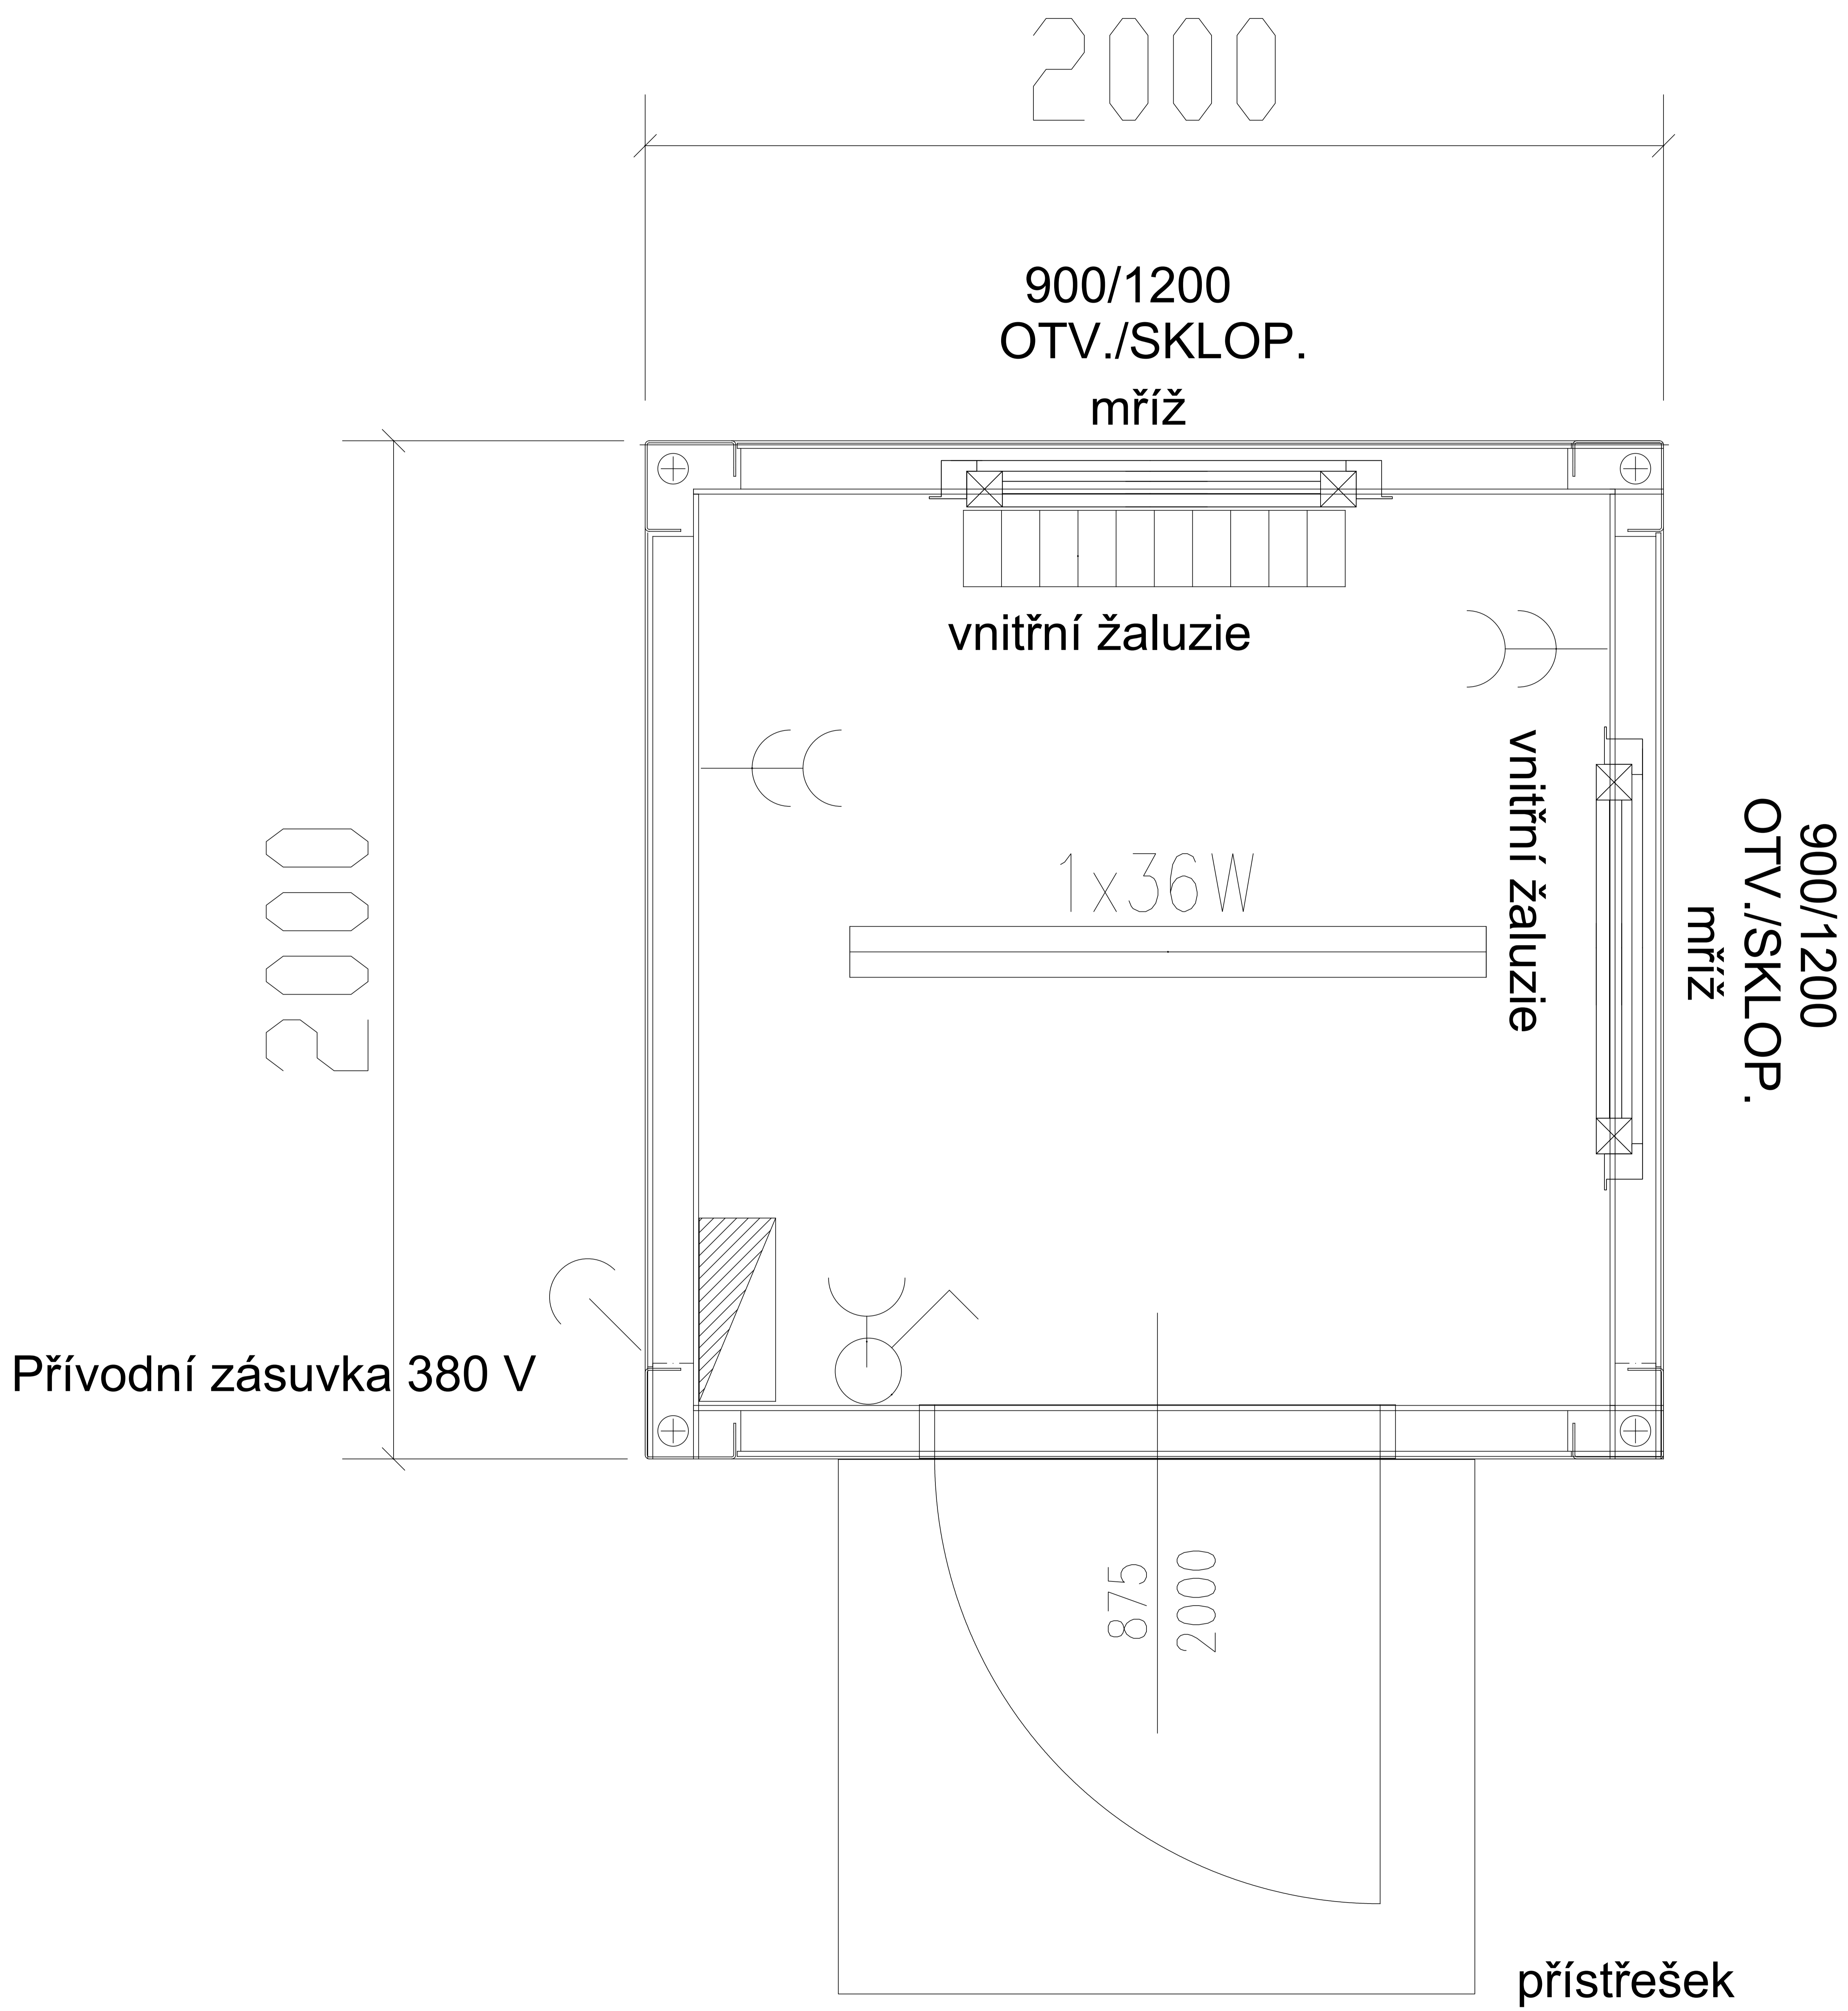 2000
900/1200
OTV./SKLOP.
mříž
vnitřní žaluzie
vnitřní žaluzie
900/1200
OTV./SKLOP.
mříž
2000
1x36W
Přívodní zásuvka 380 V
875
2000
přístřešek